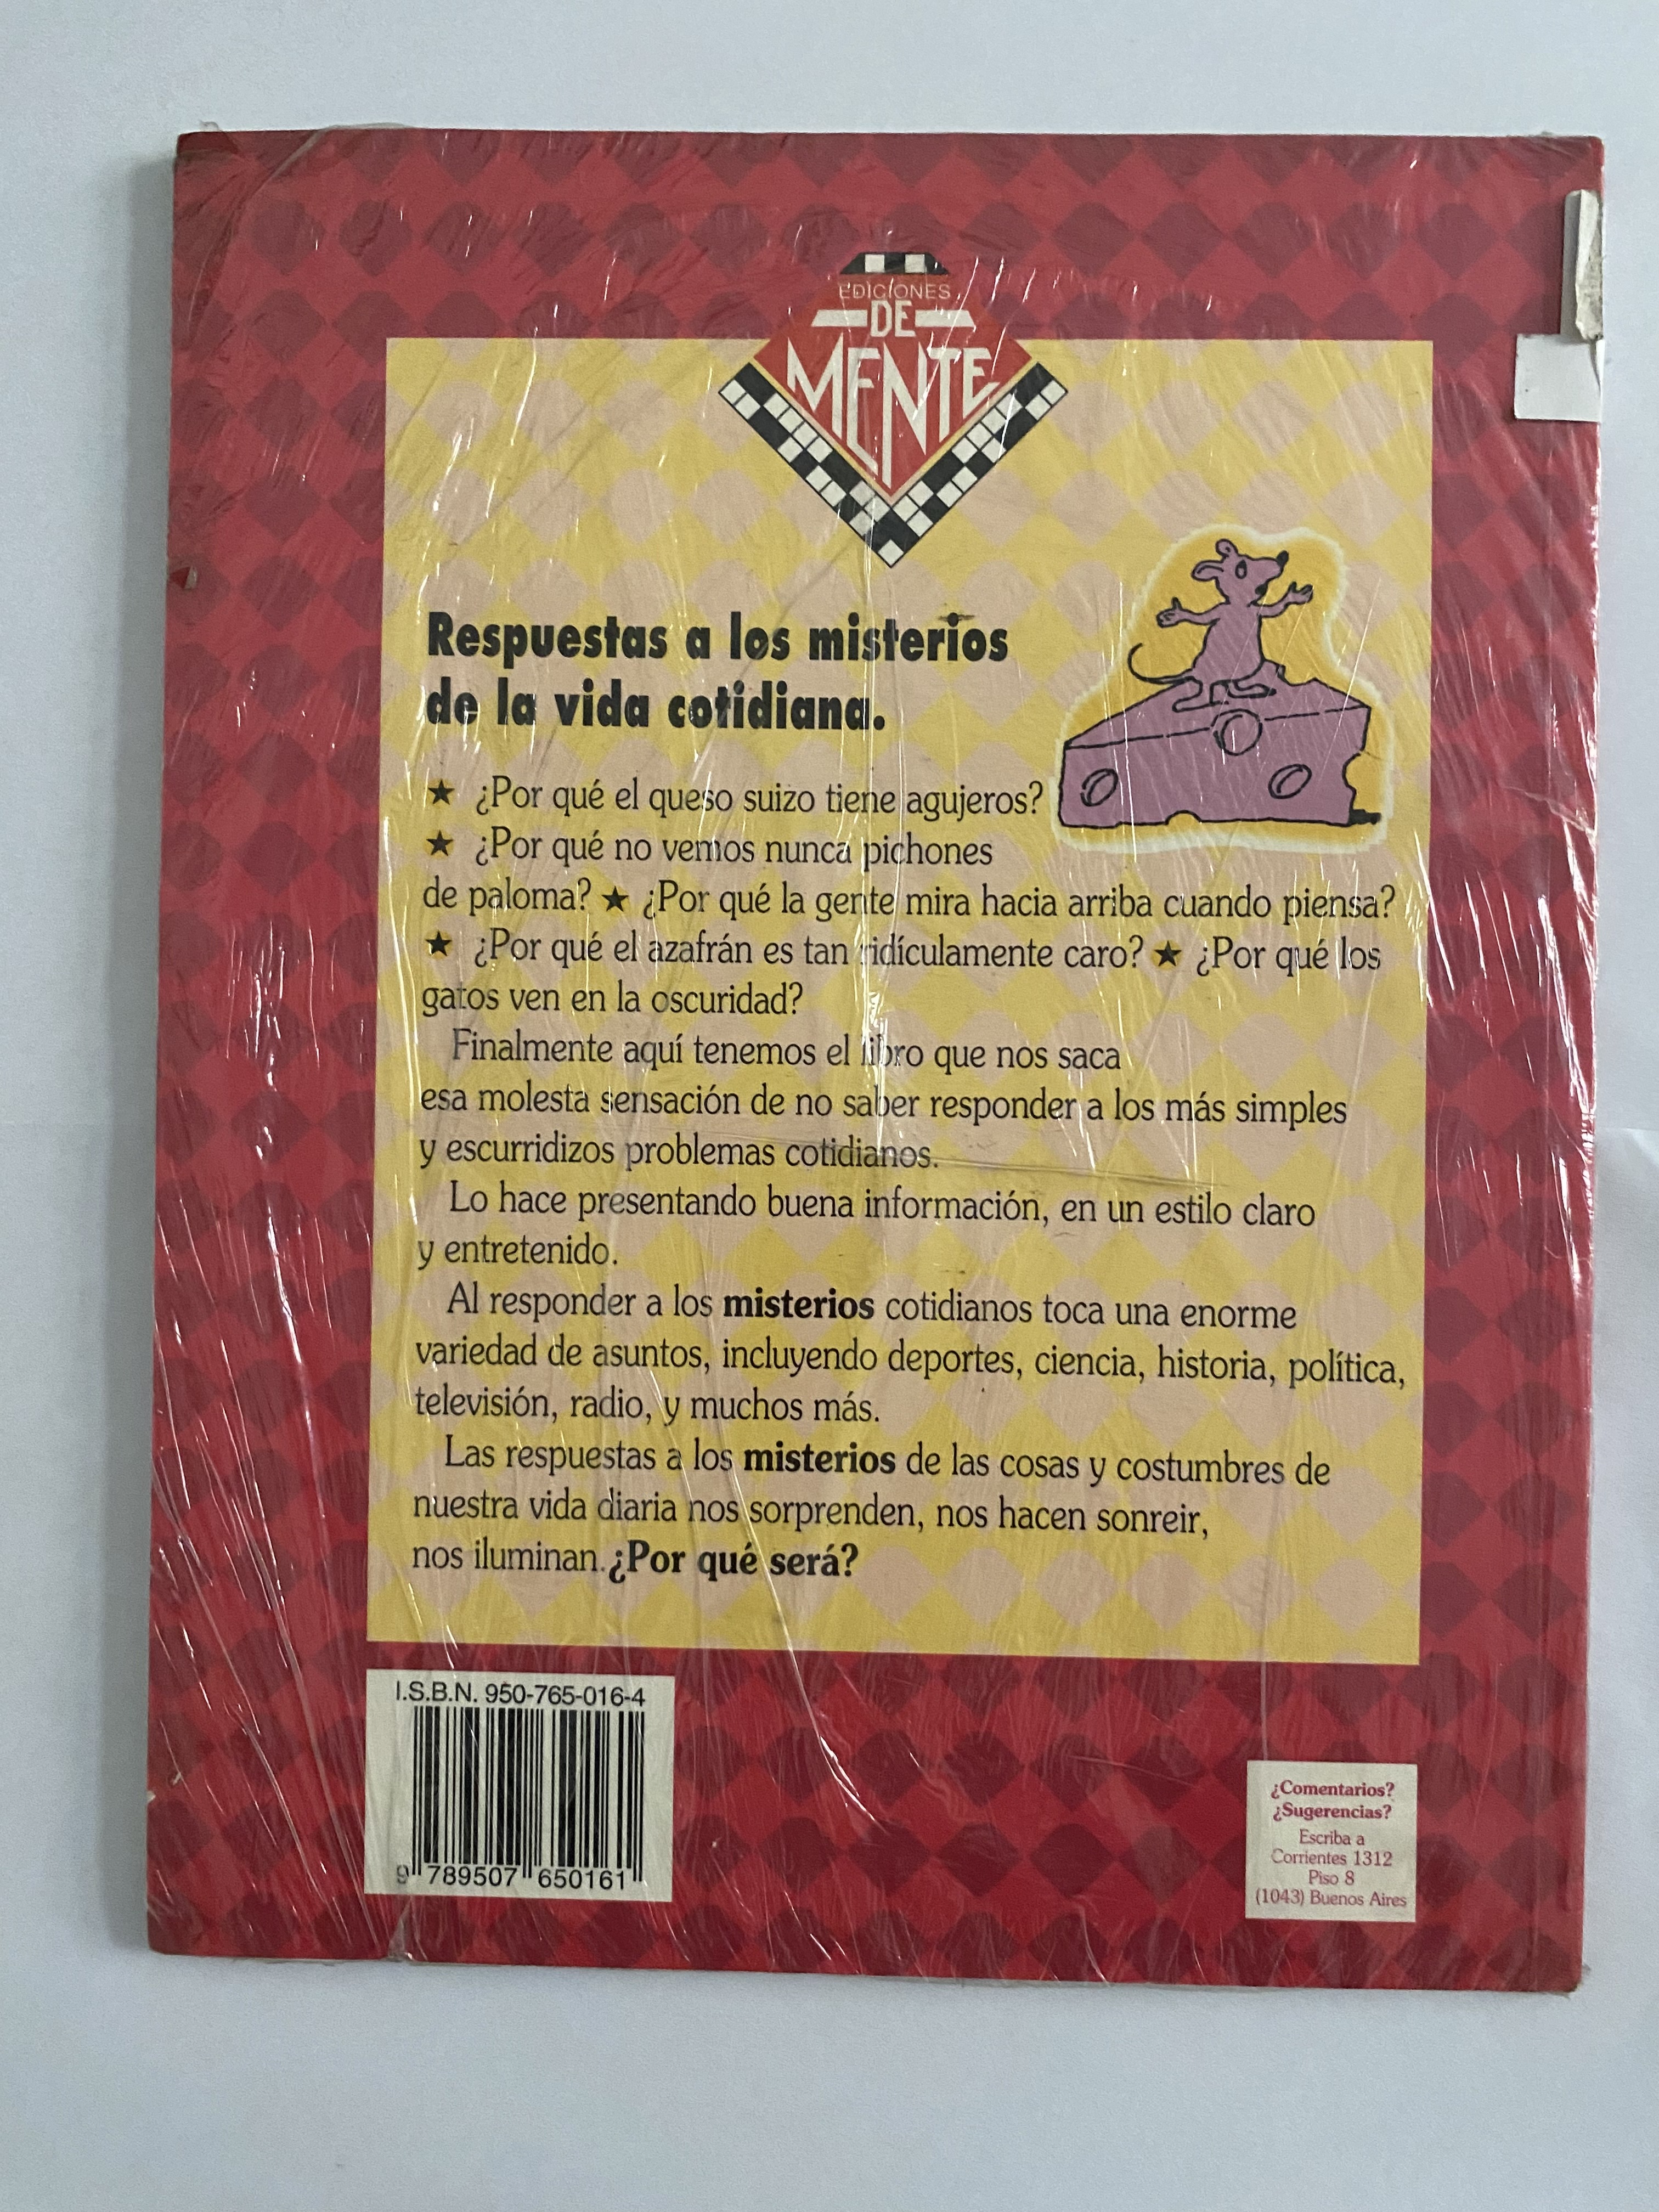 EDICIONES
DE
MENTE
Respuestas a los misterios
de la vida cotidiana.
★ ¿Por qué el queso suizo tiene agujeros?
★ ¿Por qué no vemos nunca pichones
de paloma? ★ ¿Por qué la gente mira hacia arriba cuando piensa?
★ ¿Por qué el azafrán es tan ridículamente caro? ★ ¿Por qué los
gatos ven en la oscuridad?
Finalmente aquí tenemos el libro que nos saca
esa molesta sensación de no saber responder a los más simples
y escurridizos problemas cotidianos.
Lo hace presentando buena información, en un estilo claro
y entretenido.
Al responder a los misterios cotidianos toca una enorme
variedad de asuntos, incluyendo deportes, ciencia, historia, política,
televisión, radio, y muchos más.
Las respuestas a los misterios de las cosas y costumbres de
nuestra vida diaria nos sorprenden, nos hacen sonreir,
nos iluminan. ¿Por qué será?
I.S.B.N. 950-765-016-4
9 789507 650161
¿Comentarios?
¿Sugerencias?
Escriba a
Corrientes 1312
Piso 8
(1043) Buenos Aires